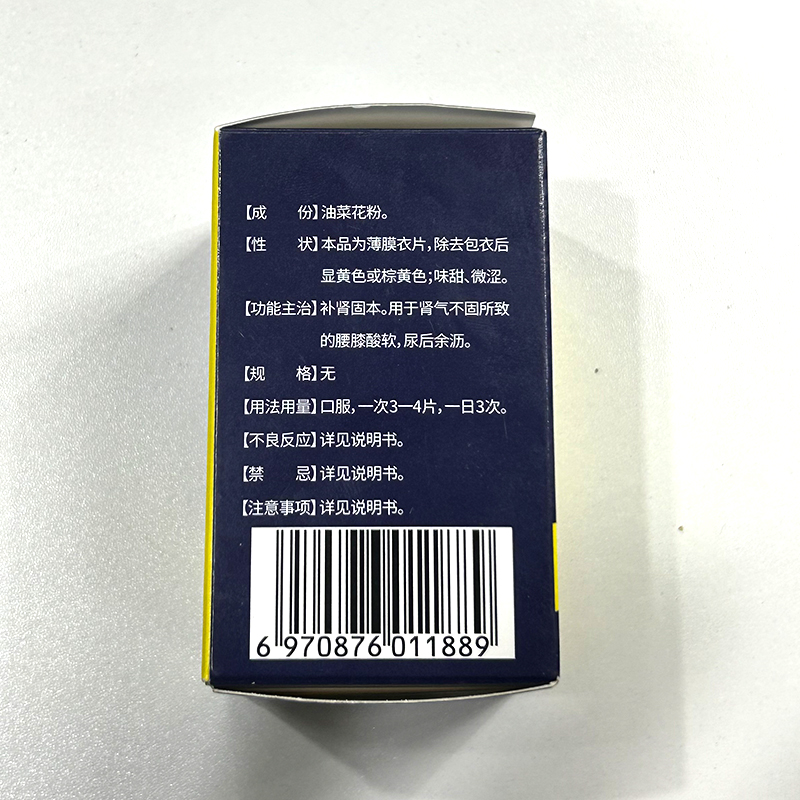 【成　　份】油菜花粉。
【性　　状】本品为薄膜衣片，除去包衣后
显黄色或棕黄色；味甜、微涩。
【功能主治】补肾固本。用于肾气不固所致
的腰膝酸软，尿后余沥。
【规　　格】无
【用法用量】口服，一次3—4片，一日3次。
【不良反应】详见说明书。
【禁　　忌】详见说明书。
【注意事项】详见说明书。
6 970876 011889